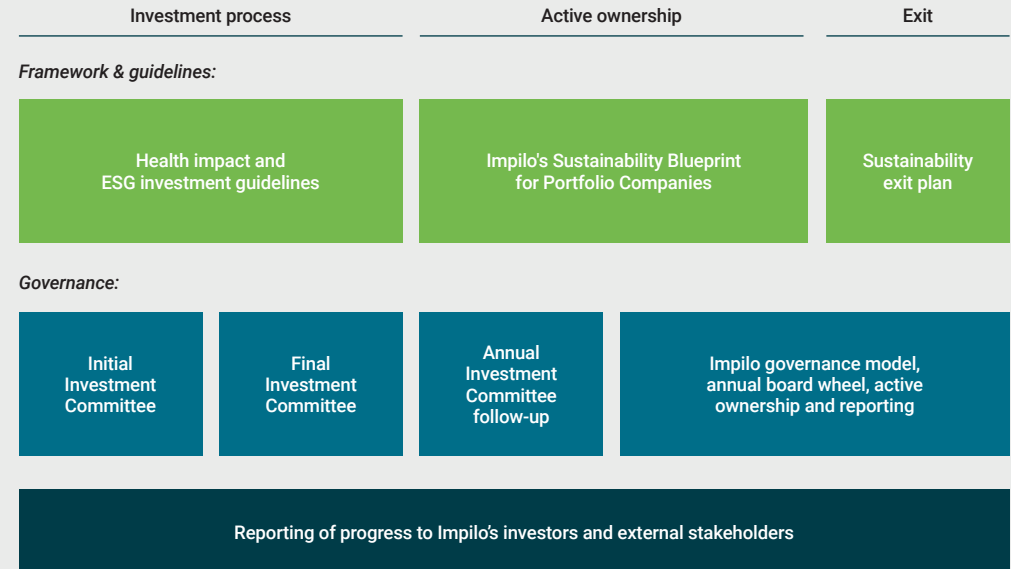 Investment process
Active ownership
Exit
Framework & guidelines:
Health impact and
ESG investment guidelines
Impilo's Sustainability Blueprint
for Portfolio Companies
Sustainability
exit plan
Governance:
Initial
Investment
Committee
Final
Investment
Committee
Annual
Investment
Committee
follow-up
Impilo governance model,
annual board wheel, active
ownership and reporting
Reporting of progress to Impilo’s investors and external stakeholders